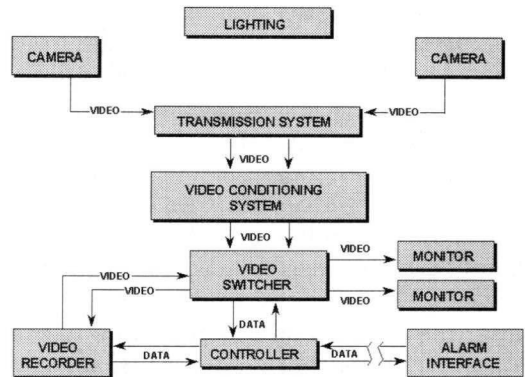 LIGHTING
CAMERA
CAMERA
VIDEO
VIDEO
TRANSMISSION SYSTEM
VIDEO
VIDEO CONDITIONING
SYSTEM
VIDEO
VIDEO
SWITCHER
VIDEO
MONITOR
VIDEO
MONITOR
VIDEO
VIDEO
DATA
VIDEO
RECORDER
DATA
CONTROLLER
DATA
ALARM
INTERFACE